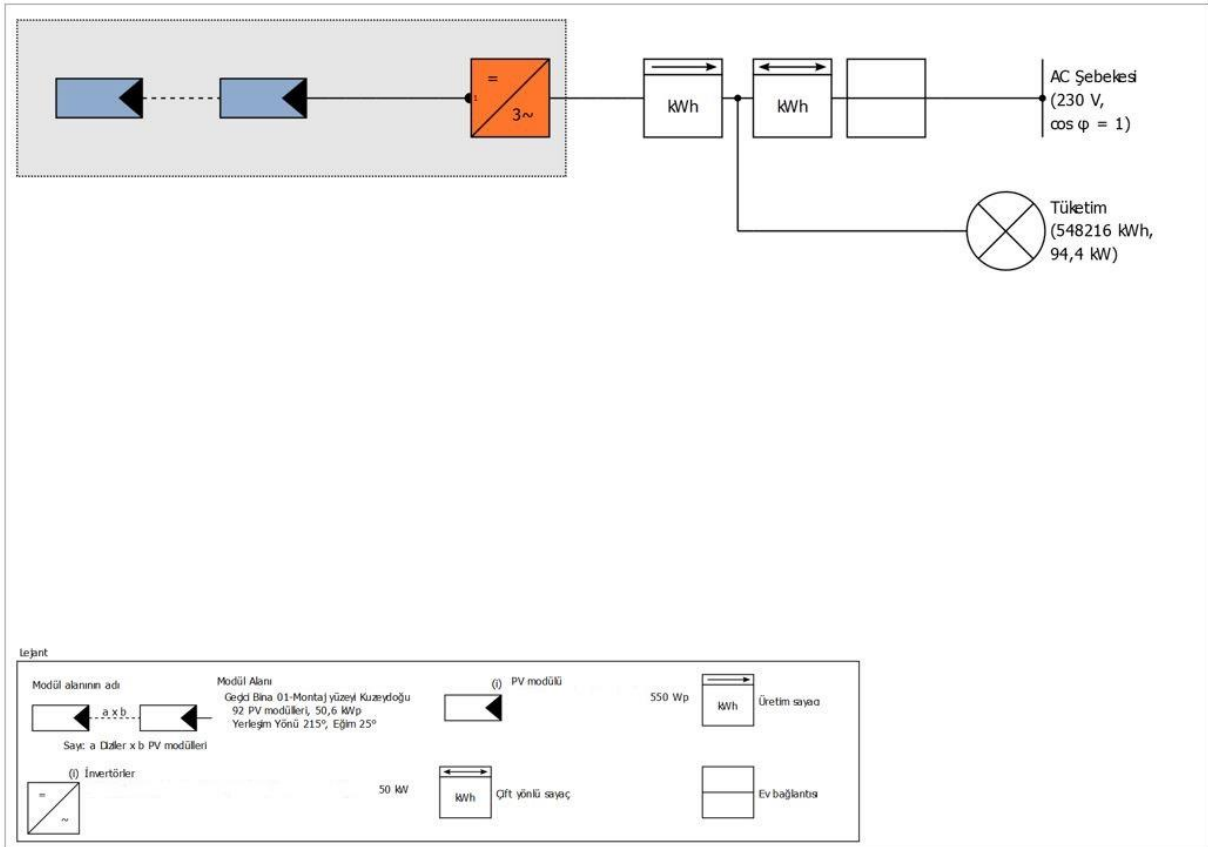 =
1
3~
kWh
kWh
AC Şebekesi
(230 V,
cos φ = 1)
Tüketim
(548216 kWh,
94,4 kW)
Lejant
Modül alanının adı
a x b
Sayı: a Diziler x b PV modülleri
Modül Alanı
Geçici Bina 01-Montaj yüzeyi Kuzeydoğu
92 PV modülleri, 50,6 kWp
Yerleşim Yönü 215°, Eğim 25°
(i) PV modülü
550 Wp
kWh
Üretim sayacı
(i) İnvertörler
=
~
50 kW
kWh
Çift yönlü sayaç
Ev bağlantısı